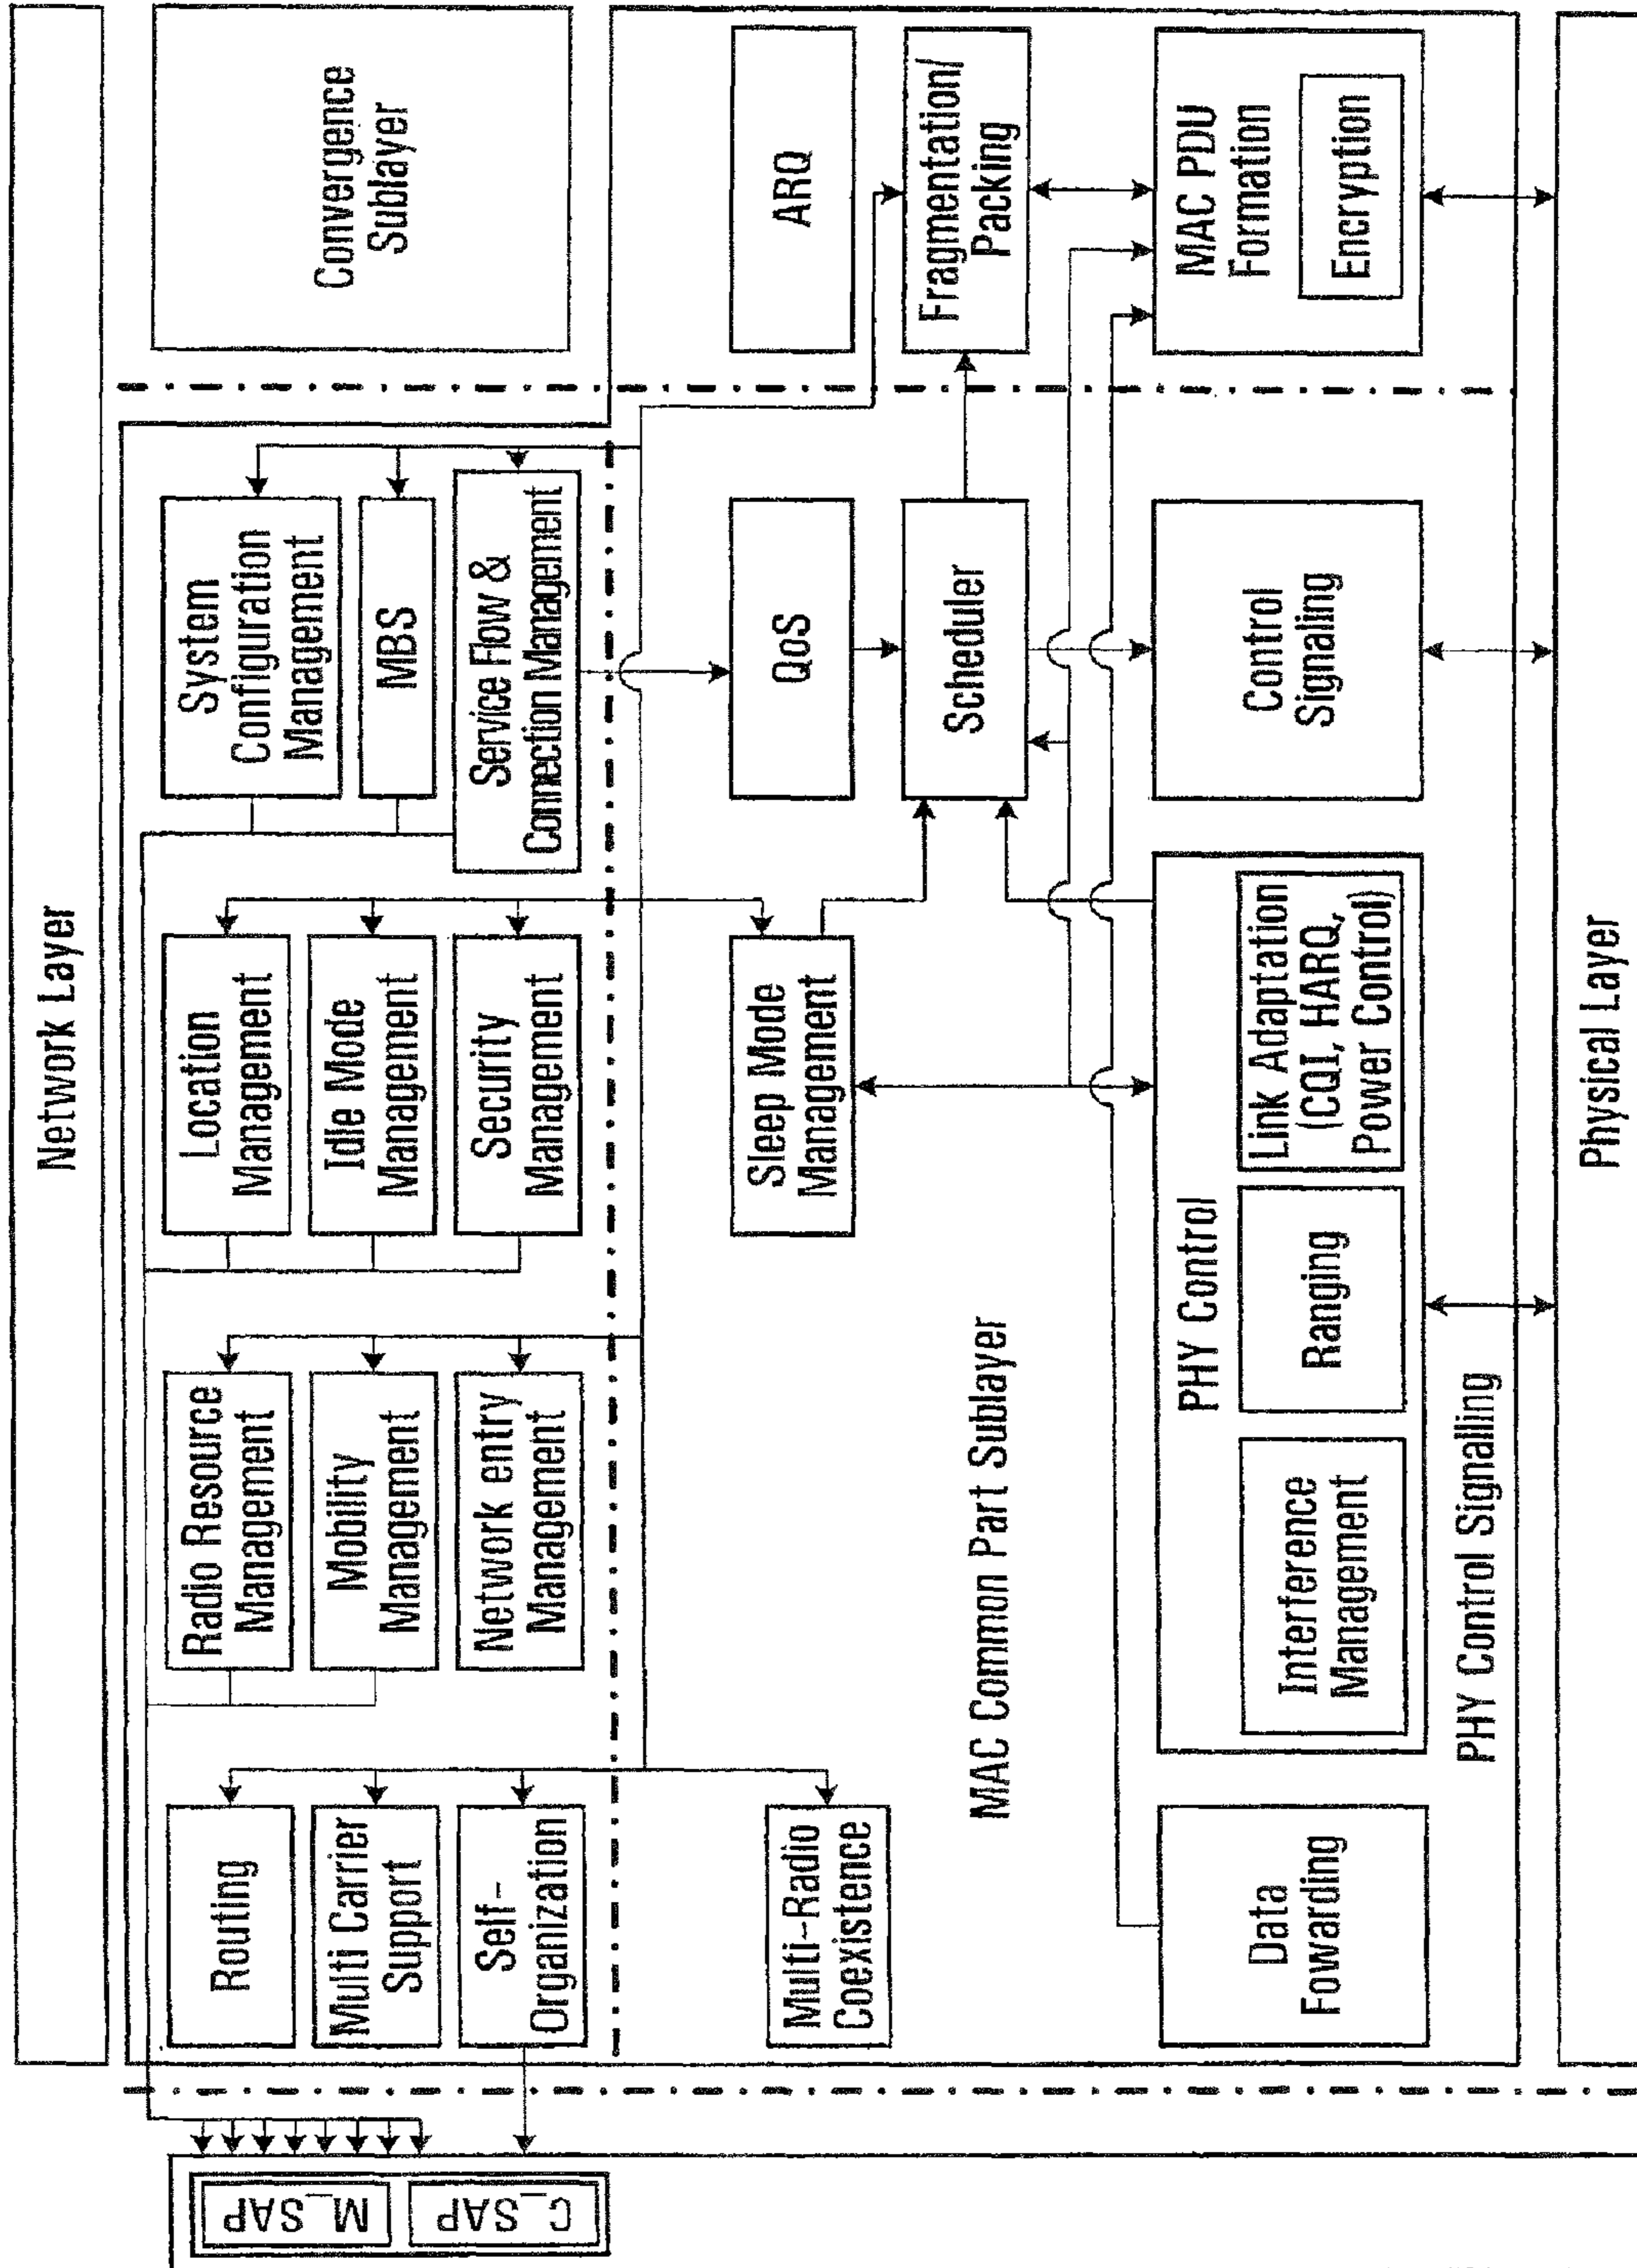 Network Layer
M_SAP
C_SAP
Routing
Multi Carrier
Support
Self-
Organization
Radio Resource
Management
Mobility
Management
Network entry
Management
Location
Management
Idle Mode
Management
Security
Management
System
Configuration
Management
MBS
Service Flow &
Connection Management
Convergence
Sublayer
Multi-Radio
Coexistence
Sleep Mode
Management
QoS
ARQ
Scheduler
Fragmentation/
Packing
MAC Common Part Sublayer
Data
Fowarding
PHY Control
Interference
Management
Ranging
Link Adaptation
(CQI, HARQ,
Power Control)
Control
Signaling
MAC PDU
Formation
Encryption
PHY Control Signalling
Physical Layer